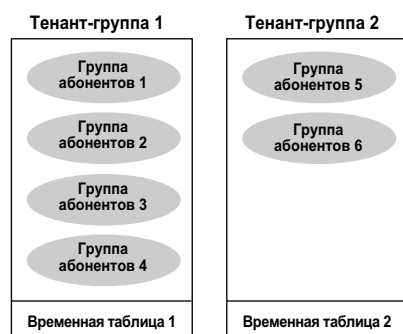 Тенант-группа 1
Группа
абонентов 1
Группа
абонентов 2
Группа
абонентов 3
Группа
абонентов 4
Временная таблица 1
Тенант-группа 2
Группа
абонентов 5
Группа
абонентов 6
Временная таблица 2